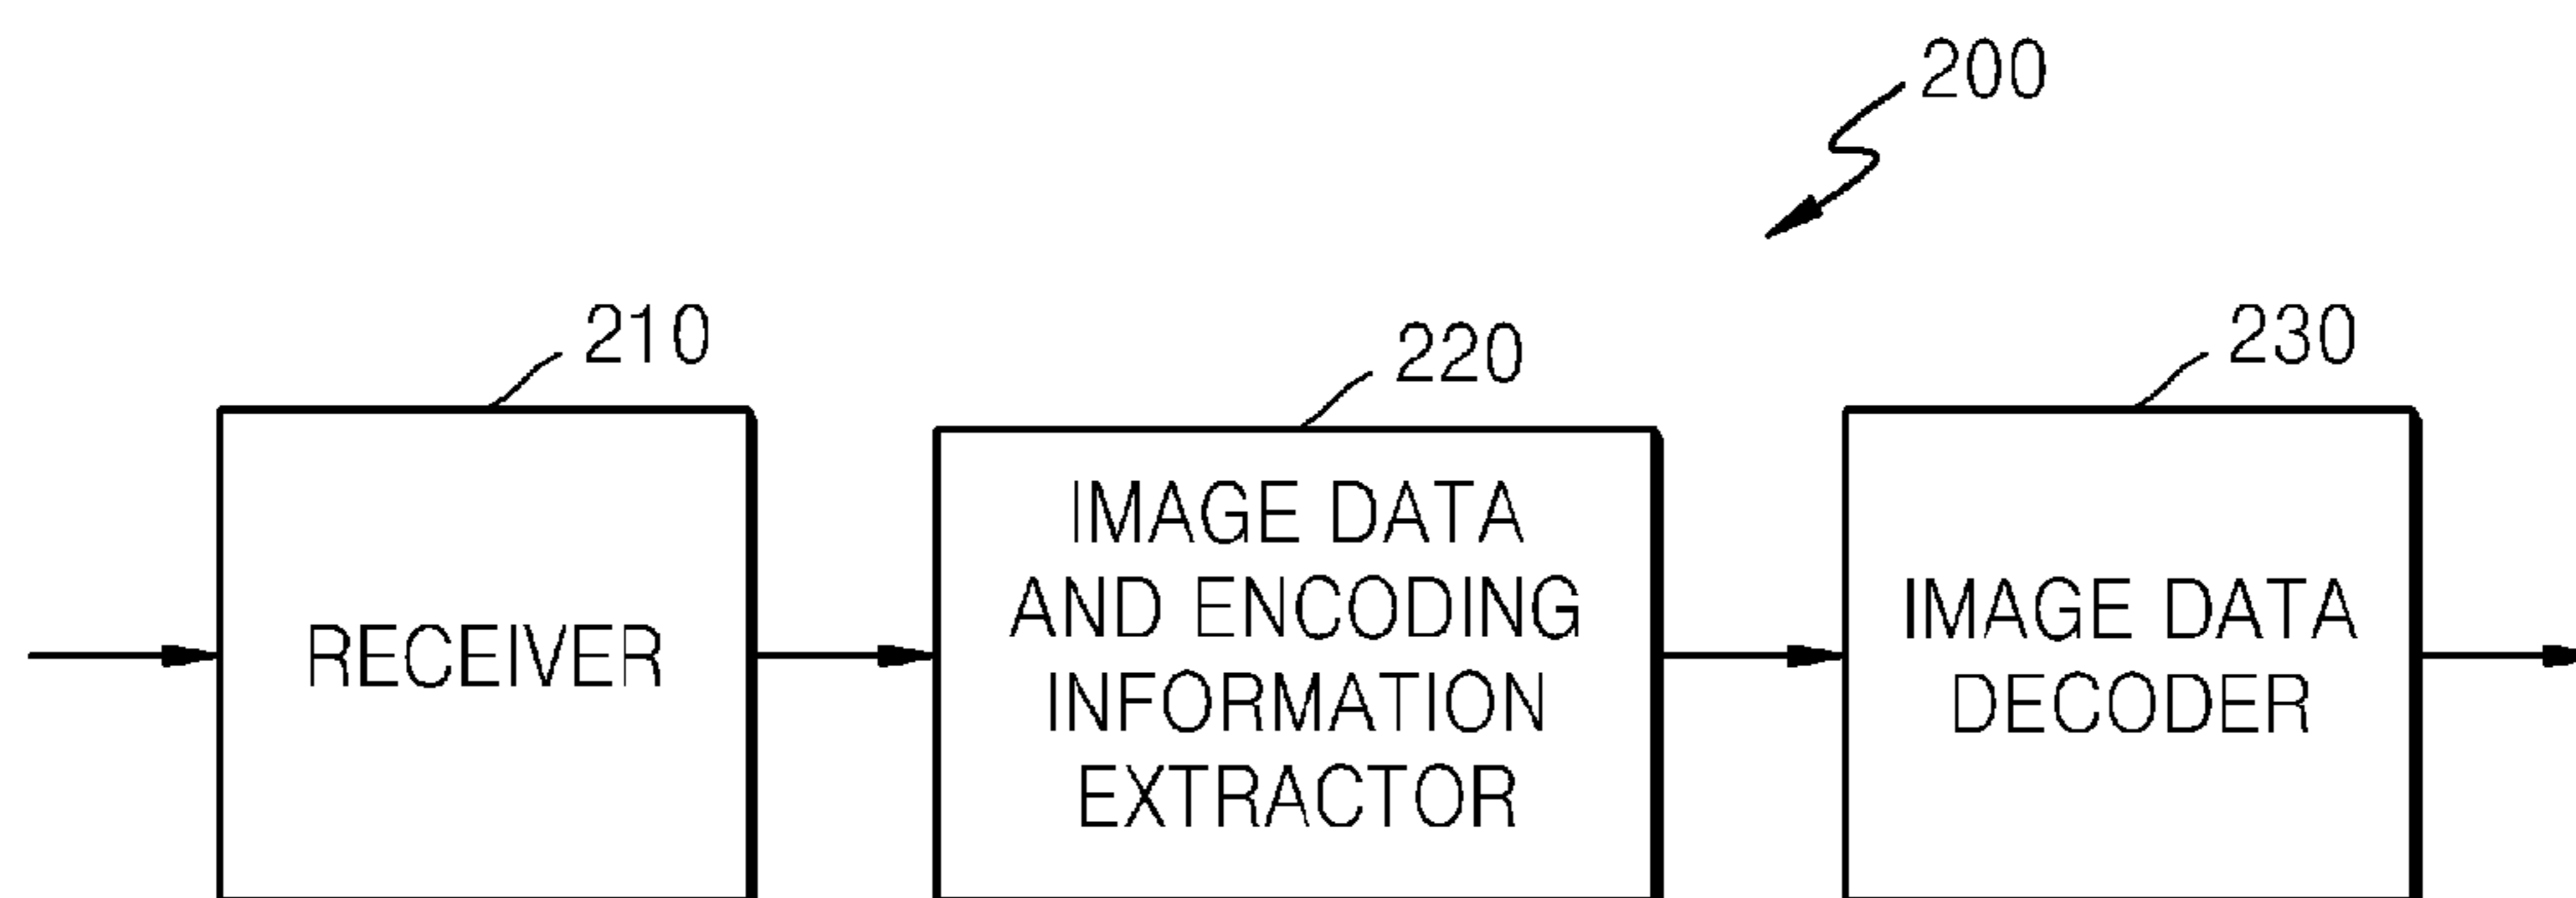 200
210
220
230
RECEIVER
IMAGE DATA
AND ENCODING
INFORMATION
EXTRACTOR
IMAGE DATA
DECODER